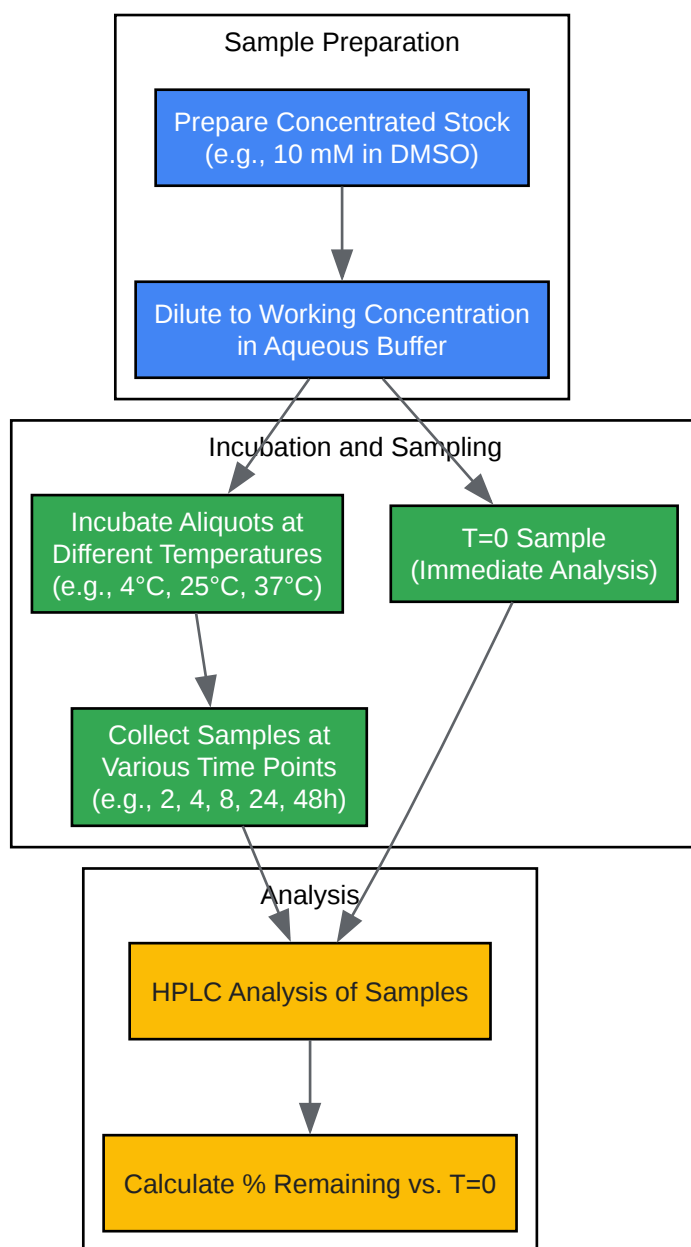 Sample Preparation
Prepare Concentrated Stock
(e.g., 10 mM in DMSO)
Dilute to Working Concentration
in Aqueous Buffer
Incubation and Sampling
Incubate Aliquots at
Different Temperatures
(e.g., 4°C, 25°C, 37°C)
T=0 Sample
(Immediate Analysis)
Collect Samples at
Various Time Points
(e.g., 2, 4, 8, 24, 48h)
Analysis
HPLC Analysis of Samples
Calculate % Remaining vs. T=0